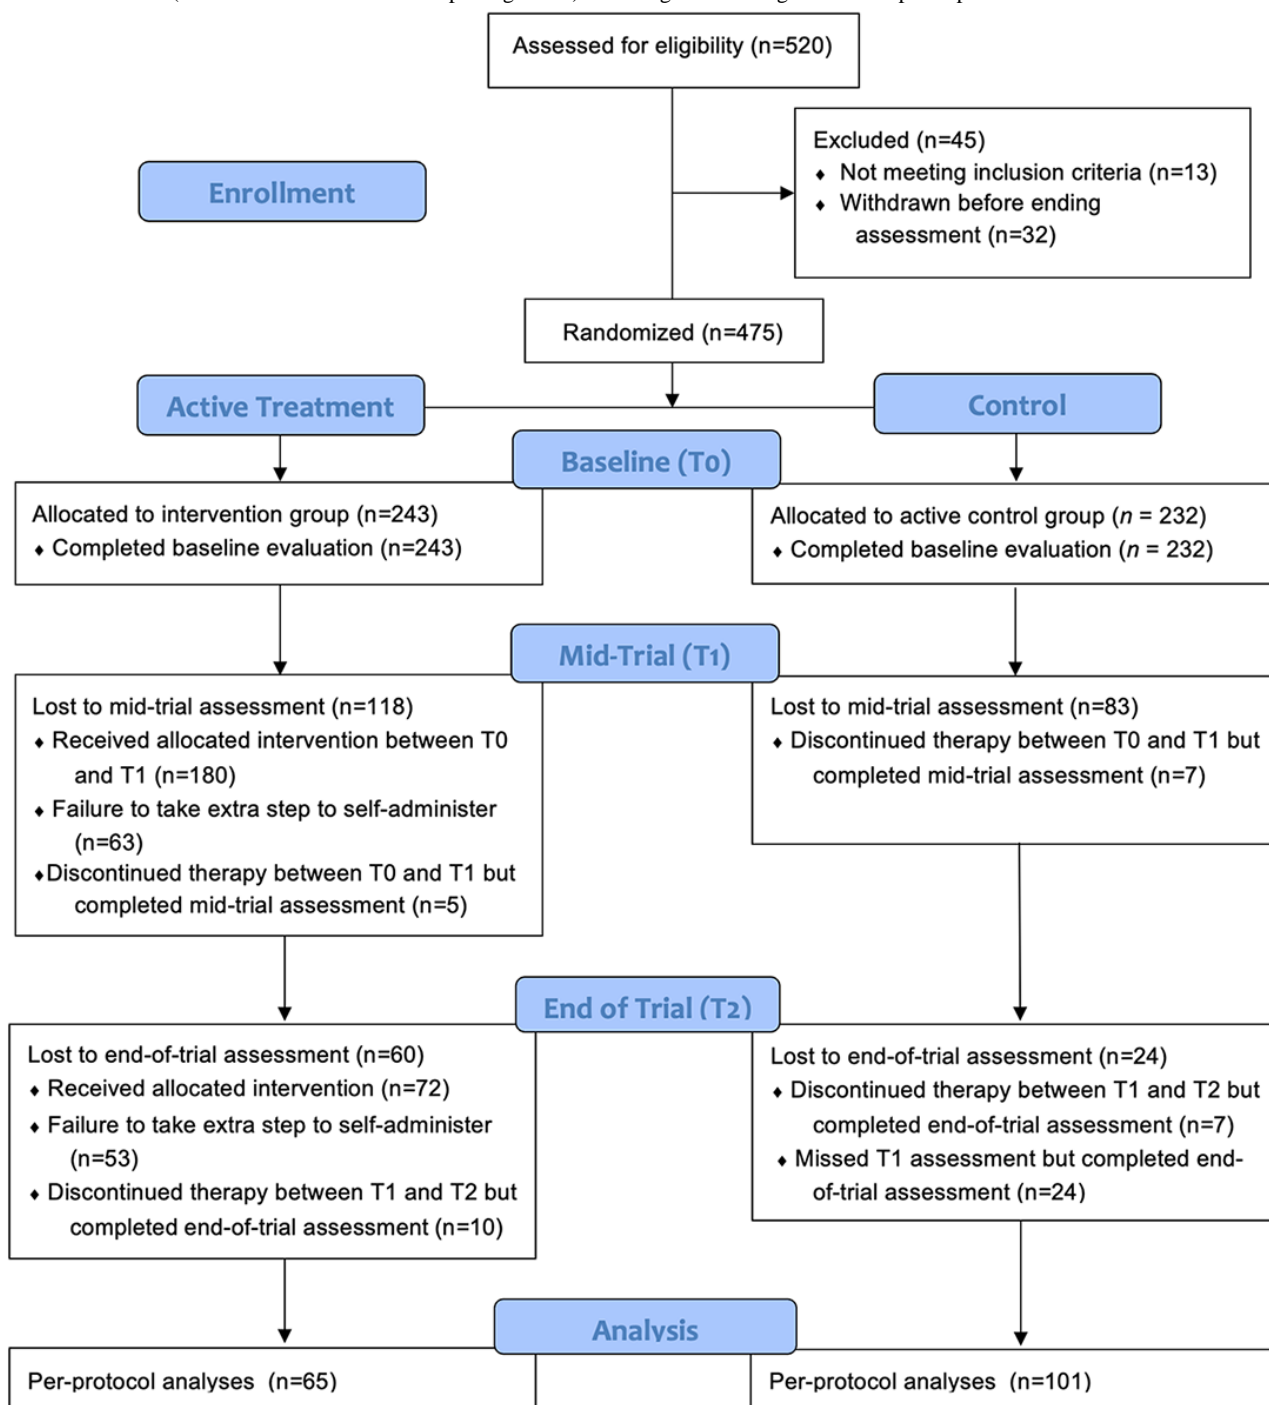 Assessed for eligibility (n=520)
Excluded (n=45)
♦ Not meeting inclusion criteria (n=13)
♦ Withdrawn before ending
assessment (n=32)
Enrollment
Randomized (n=475)
Active Treatment
Control
Baseline (T0)
Allocated to intervention group (n=243)
♦ Completed baseline evaluation (n=243)
Allocated to active control group (n = 232)
♦ Completed baseline evaluation (n = 232)
Mid-Trial (T1)
Lost to mid-trial assessment (n=118)
♦ Received allocated intervention between T0
and T1 (n=180)
♦ Failure to take extra step to self-administer
(n=63)
♦Discontinued therapy between T0 and T1 but
completed mid-trial assessment (n=5)
Lost to mid-trial assessment (n=83)
♦ Discontinued therapy between T0 and T1 but
completed mid-trial assessment (n=7)
End of Trial (T2)
Lost to end-of-trial assessment (n=60)
♦ Received allocated intervention (n=72)
♦ Failure to take extra step to self-administer
(n=53)
♦ Discontinued therapy between T1 and T2 but
completed end-of-trial assessment (n=10)
Lost to end-of-trial assessment (n=24)
♦ Discontinued therapy between T1 and T2 but
completed end-of-trial assessment (n=7)
♦ Missed T1 assessment but completed end-
of-trial assessment (n=24)
Analysis
Per-protocol analyses (n=65)
Per-protocol analyses (n=101)